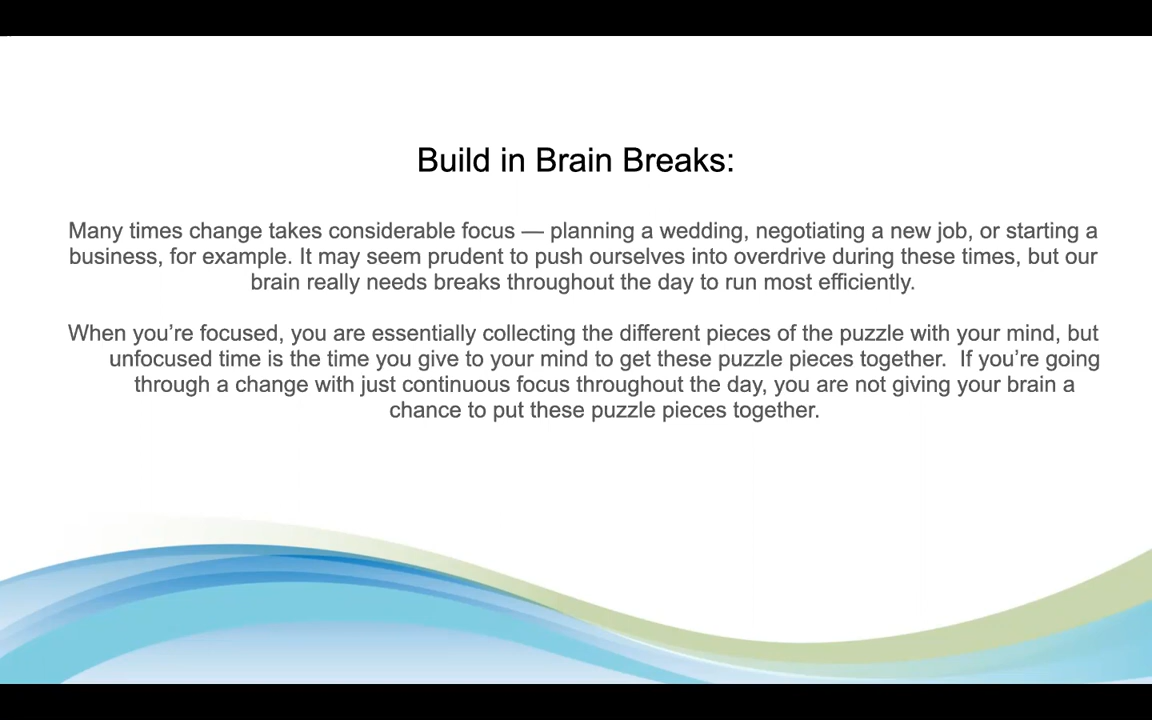 Build in Brain Breaks:
Many times change takes considerable focus — planning a wedding, negotiating a new job, or starting a
business, for example. It may seem prudent to push ourselves into overdrive during these times, but our
brain really needs breaks throughout the day to run most efficiently.
When you’re focused, you are essentially collecting the different pieces of the puzzle with your mind, but
unfocused time is the time you give to your mind to get these puzzle pieces together.  If you’re going
through a change with just continuous focus throughout the day, you are not giving your brain a
chance to put these puzzle pieces together.